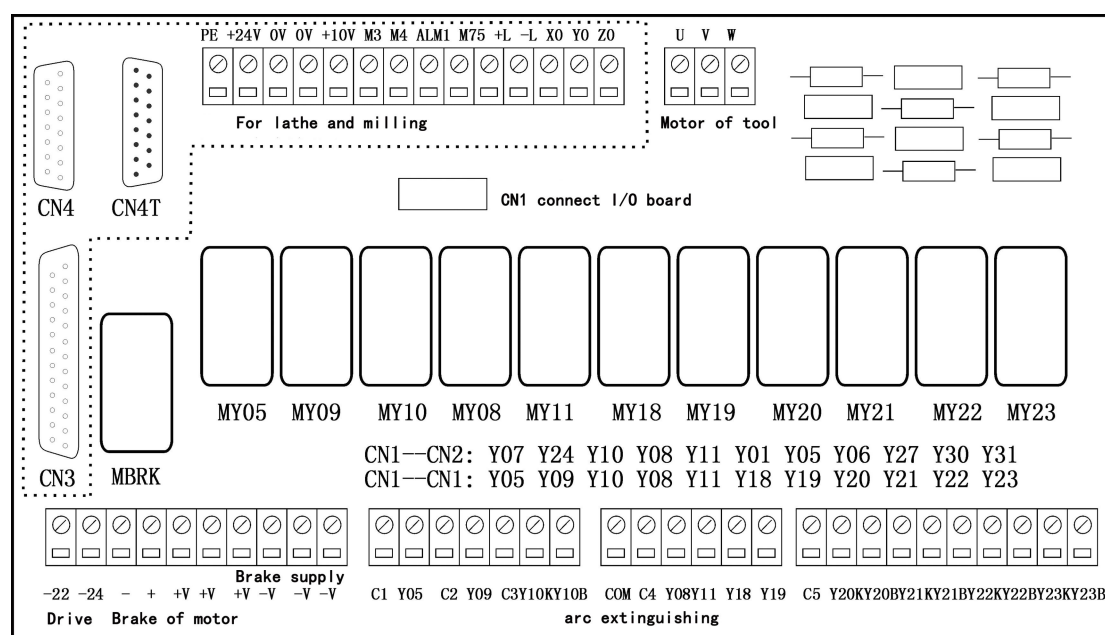 PE +24V 0V 0V +10V M3 M4 ALM1 M75 +L -L X0 Y0 Z0
U V W
For lathe and milling
Motor of tool
CN4 CN4T
CN1 connect I/O board
MY05 MY09 MY10 MY08 MY11 MY18 MY19 MY20 MY21 MY22 MY23
CN1--CN2: Y07 Y24 Y10 Y08 Y11 Y01 Y05 Y06 Y27 Y30 Y31
CN1--CN1: Y05 Y09 Y10 Y08 Y11 Y18 Y19 Y20 Y21 Y22 Y23
CN3 MBRK
Brake supply
-22 -24 - + +V +V +V -V -V -V
C1 Y05 C2 Y09 C3Y10KY10B
COM C4 Y08Y11 Y18 Y19
C5 Y20KY20BY21KY21BY22KY22BY23KY23B
Drive Brake of motor
arc extinguishing